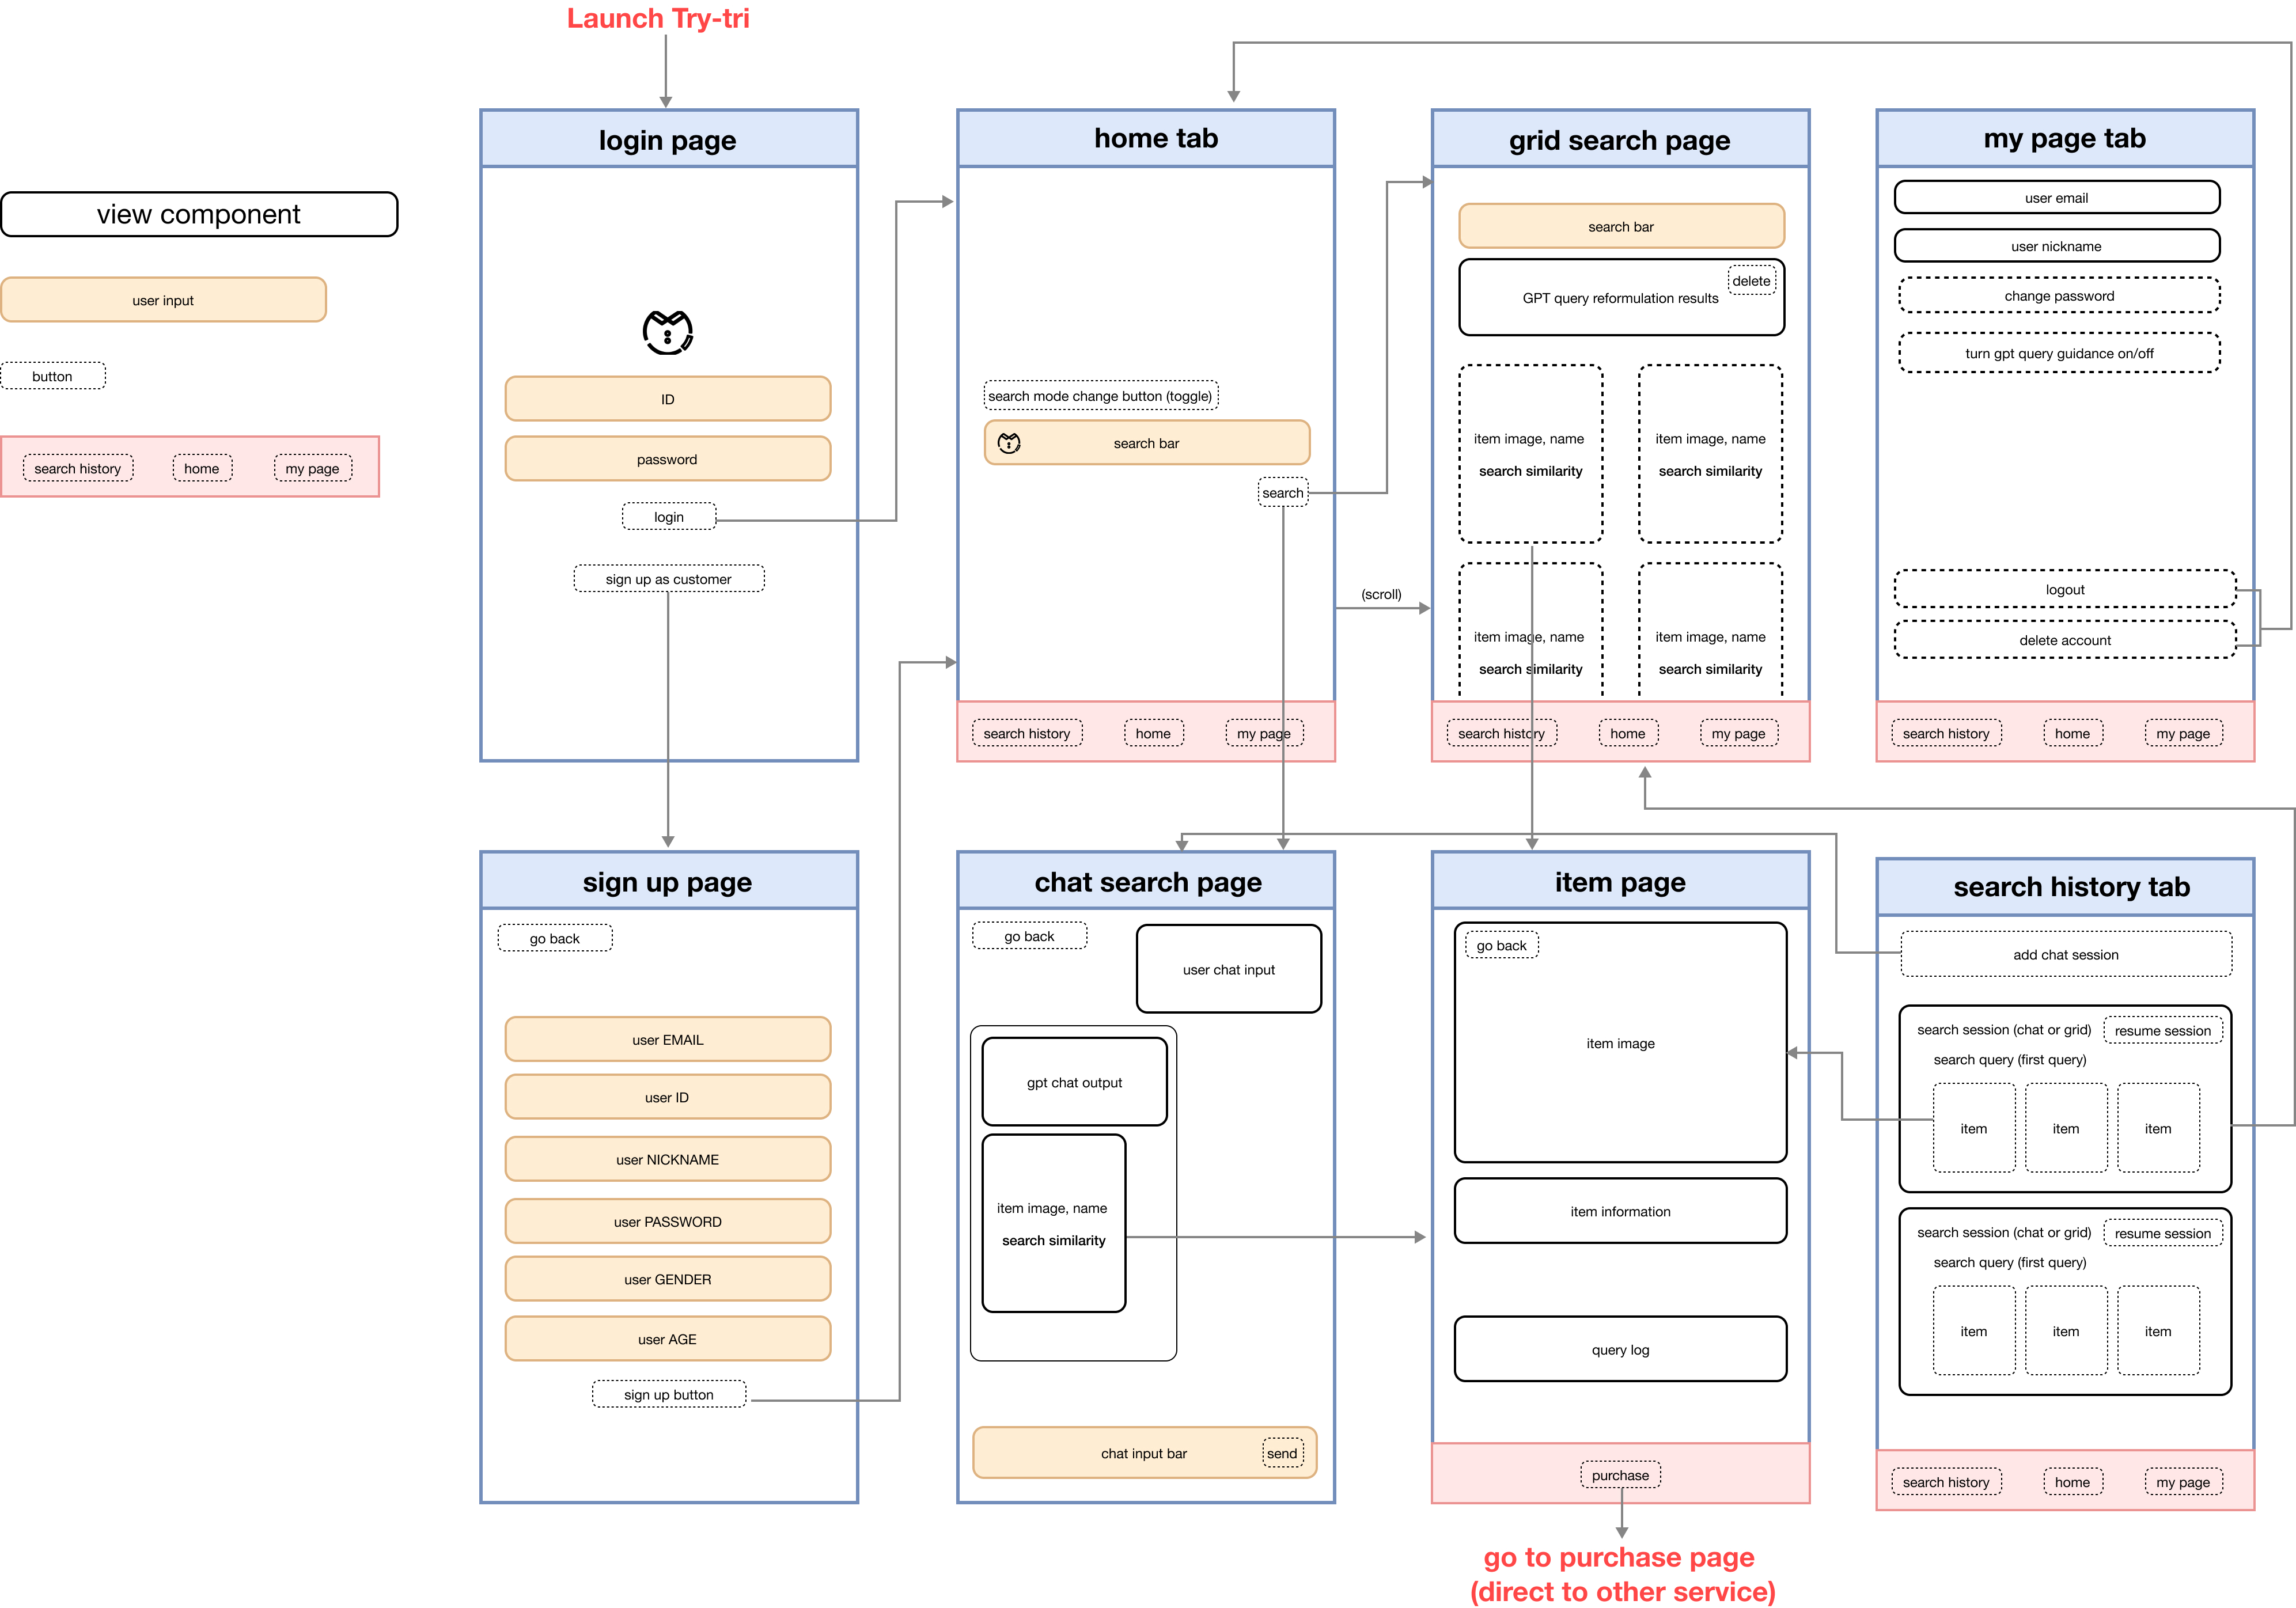 Launch Try-tri
view component
user input
button
search history
home
my page
login page
ID
password
login
sign up as customer
home tab
search mode change button (toggle)
search bar
search
search history
home
my page
(scroll)
grid search page
search bar
delete
GPT query reformulation results
item image, name
search similarity
item image, name
search similarity
item image, name
search similarity
item image, name
search similarity
search history
home
my page
my page tab
user email
user nickname
change password
turn gpt query guidance on/off
logout
delete account
search history
home
my page
sign up page
go back
user EMAIL
user ID
user NICKNAME
user PASSWORD
user GENDER
user AGE
sign up button
chat search page
go back
user chat input
gpt chat output
item image, name
search similarity
chat input bar
send
item page
go back
item image
item information
query log
purchase
go to purchase page
(direct to other service)
search history tab
add chat session
search session (chat or grid)
resume session
search query (first query)
item
item
item
search session (chat or grid)
resume session
search query (first query)
item
item
item
search history
home
my page